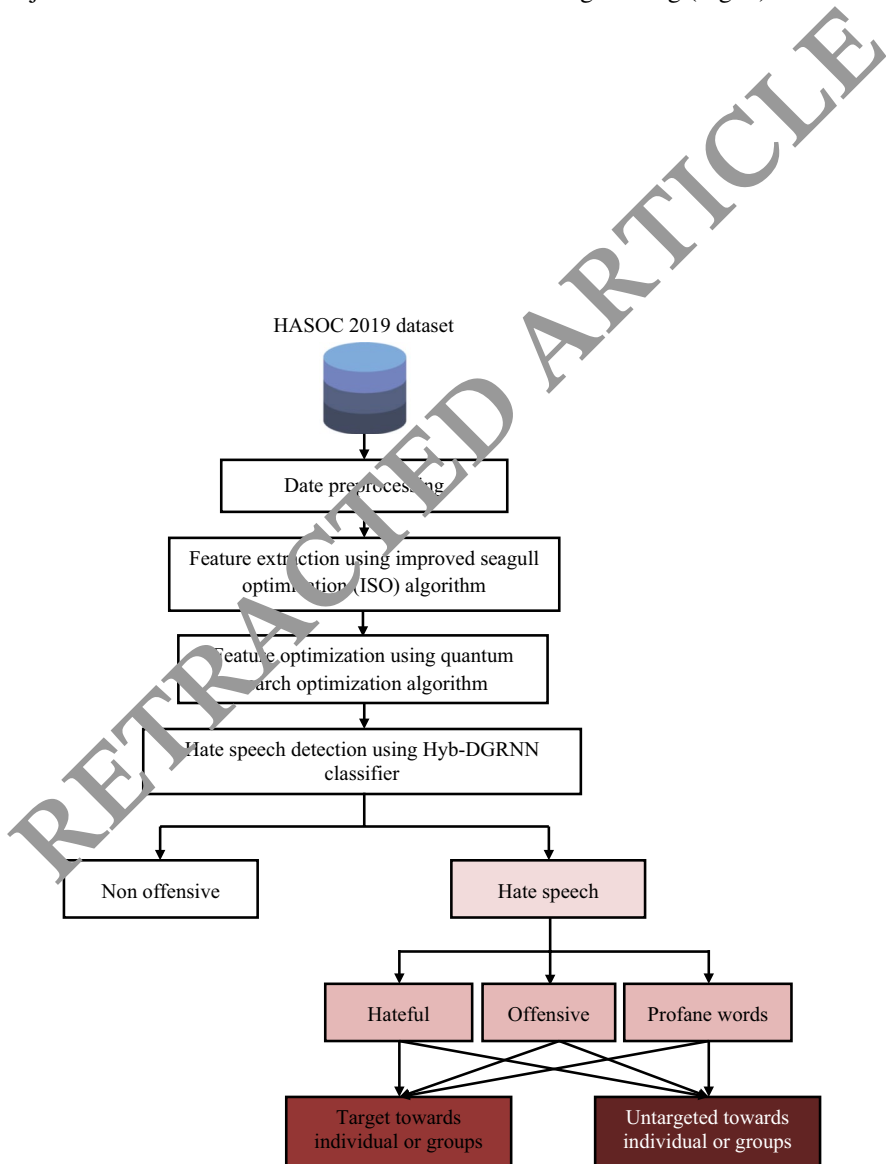 HASOC 2019 dataset
Date preprocessing
Feature extraction using improved seagull
(ISO) algorithm
Feature optimization using quantum
optimization algorithm
Hate speech detection using Hyb-DGRNN
classifier
Non offensive
Hate speech
Hateful
Offensive
Profane words
Target towards
individual or groups
Untargeted towards
individual or groups
RETRACTED ARTICLE